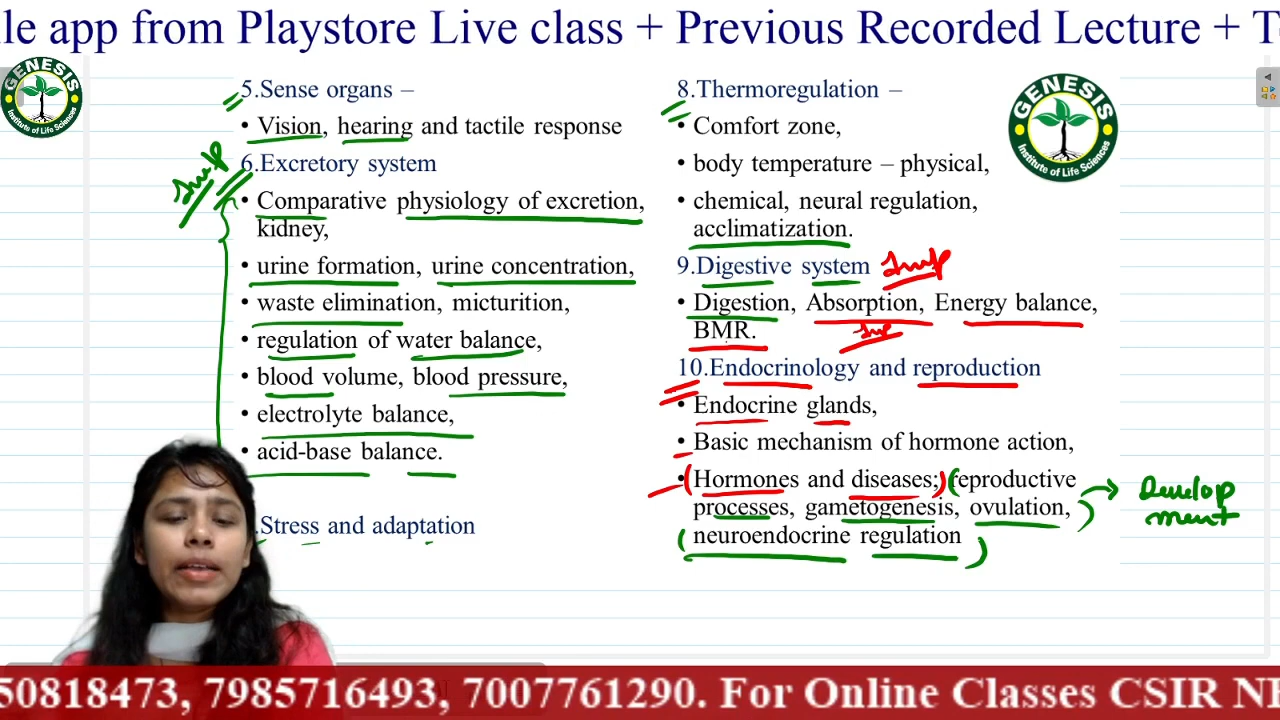 le app from Playstore Live class + Previous Recorded Lecture + T
GENESIS
Institute of Life Sciences
5.Sense organs –
• Vision, hearing and tactile response
Imp
6.Excretory system
• Comparative physiology of excretion,
kidney,
• urine formation, urine concentration,
• waste elimination, micturition,
• regulation of water balance,
• blood volume, blood pressure,
• electrolyte balance,
• acid-base balance.
.Stress and adaptation
8.Thermoregulation –
• Comfort zone,
• body temperature – physical,
• chemical, neural regulation,
acclimatization.
9.Digestive system Imp
• Digestion, Absorption, Energy balance,
BMR. Imp
10.Endocrinology and reproduction
• Endocrine glands,
• Basic mechanism of hormone action,
• (Hormones and diseases;) (reproductive
processes, gametogenesis, ovulation, )
(neuroendocrine regulation )
→ Develop
ment
GENESIS
Institute of Life Sciences
50818473, 7985716493, 7007761290. For Online Classes CSIR NE